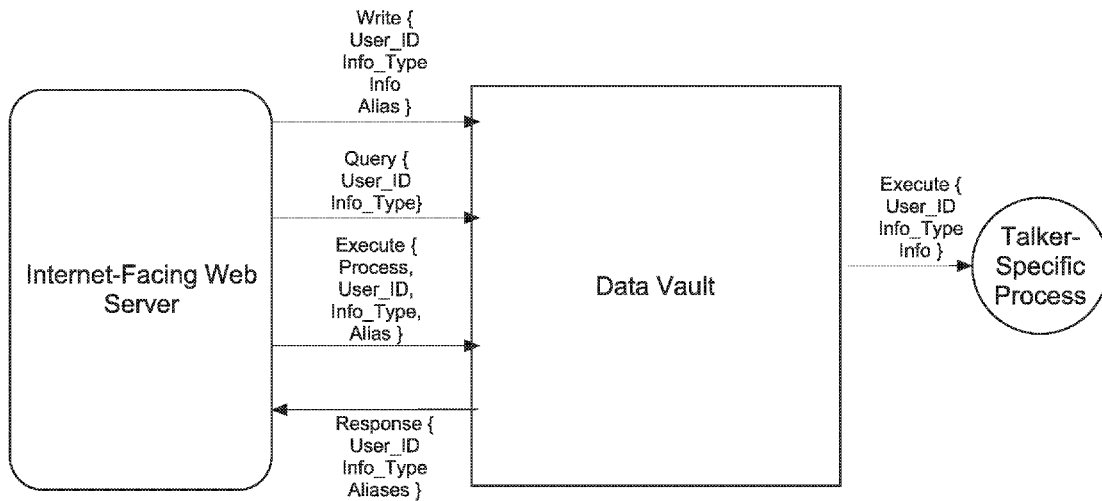 Write {
User_ID
Info_Type
Info
Alias }
Query {
User_ID
Info_Type}
Execute {
Process,
User_ID,
Info_Type,
Alias }
Response {
User_ID
Info_Type
Aliases }
Internet-Facing Web
Server
Data Vault
Execute {
User_ID
Info_Type
Info }
Talker-
Specific
Process